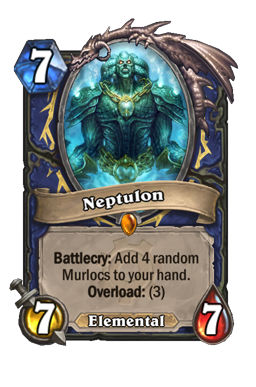 7
Neptulon
Battlecry: Add 4 random
Murlocs to your hand.
Overload: (3)
7
Elemental
7